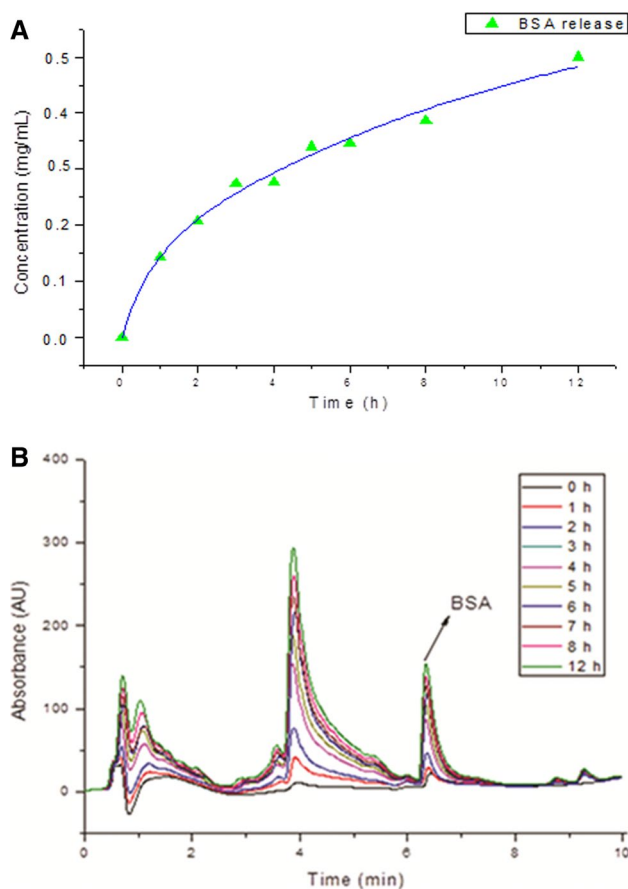 A
BSA release
Concentration (mg/mL)
0.5
0.4
0.5
0.2
0.1
0.0
0 2 4 6 8 10 12
Time (h)
B
Absorbance (AU)
400
300
200
100
0
BSA
0 h
1 h
2 h
3 h
4 h
5 h
6 h
7 h
8 h
12 h
0 2 4 6 8 10
Time (min)